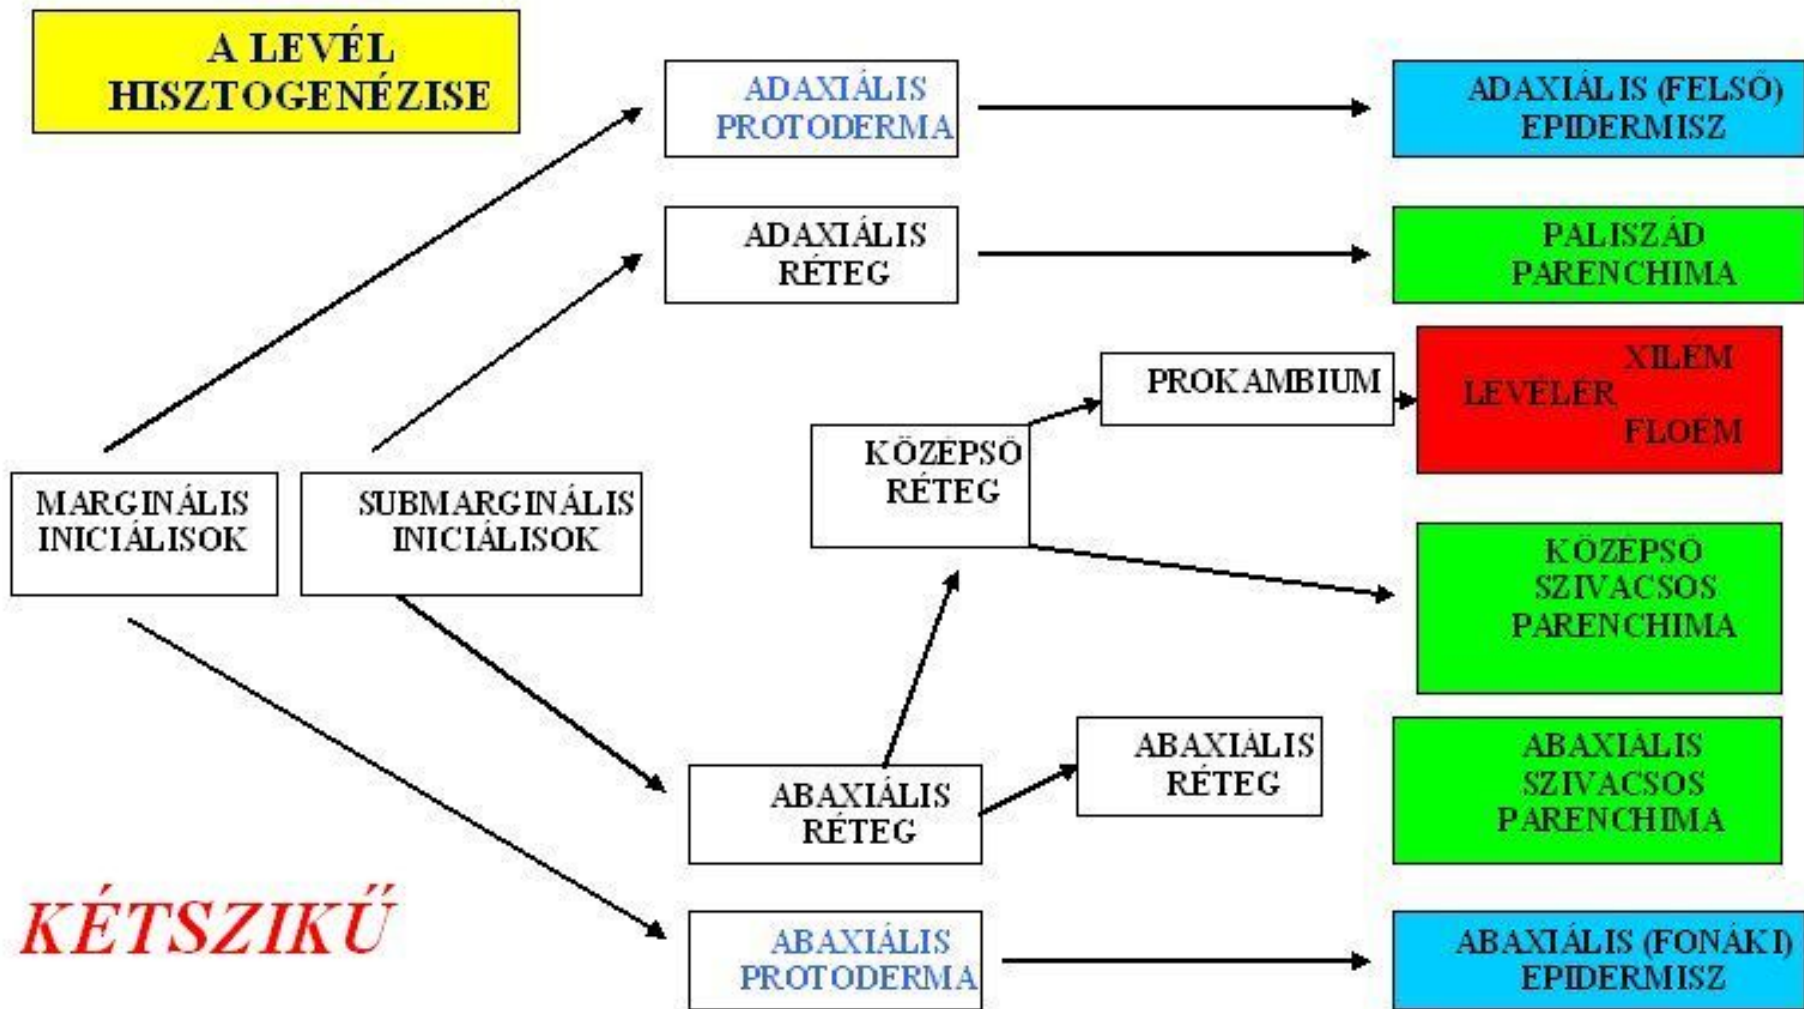 A LEVÉL
HISZTOGENÉZISE
ADAXIÁLIS
PROTODERMA
ADAXIÁLIS (FELSŐ)
EPIDERMISZ
ADAXIÁLIS
RÉTEG
PALISZÁD
PARENCHIMA
PROKAMBIUM
XILÉM
LEVÉLÉR
FLOÉM
KÖZÉPSŐ
RÉTEG
MARGINÁLIS
INICIÁLISOK
SUBMARGINÁLIS
INICIÁLISOK
KÖZÉPSŐ
SZIVACSOS
PARENCHIMA
ABAXIÁLIS
RÉTEG
ABAXIÁLIS
RÉTEG
ABAXIÁLIS
SZIVACSOS
PARENCHIMA
KÉTSZIKŰ
ABAXIÁLIS
PROTODERMA
ABAXIÁLIS (FONÁKI)
EPIDERMISZ